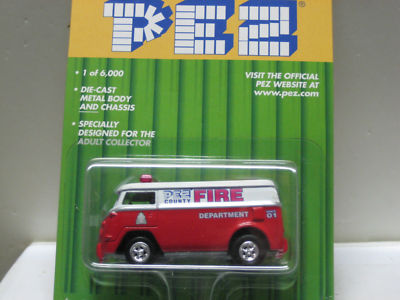 PEZ
®
• 1 of 6,000
• DIE-CAST
METAL BODY
AND CHASSIS
• SPECIALLY
DESIGNED FOR THE
ADULT COLLECTOR
VISIT THE OFFICIAL
PEZ WEBSITE AT
www.pez.com
PEZ
COUNTY
FIRE
DEPARTMENT
01